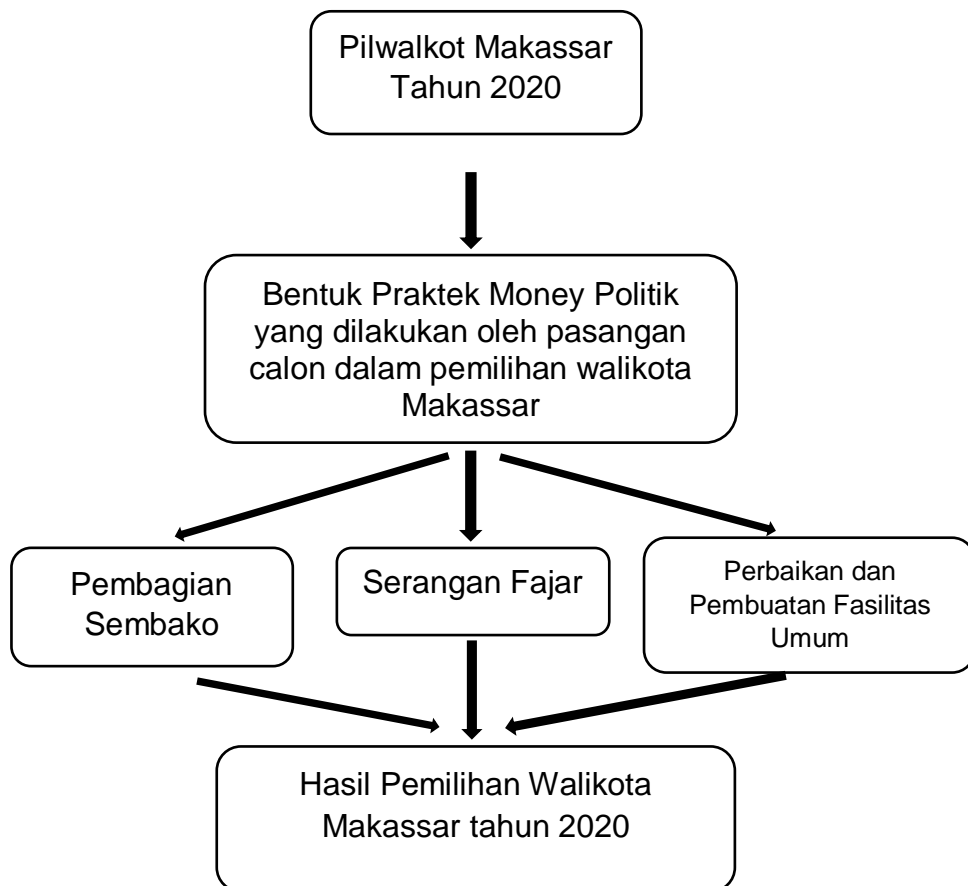 Pilwalkot Makassar
Tahun 2020
Bentuk Praktek Money Politik
yang dilakukan oleh pasangan
calon dalam pemilihan walikota
Makassar
Pembagian
Sembako
Serangan Fajar
Perbaikan dan
Pembuatan Fasilitas
Umum
Hasil Pemilihan Walikota
Makassar tahun 2020